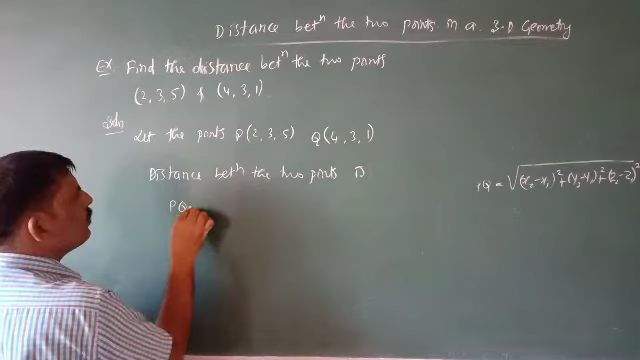 Distance betn the two points in a 3-D Geometry
Ex Find the distance betn the two points
(2, 3, 5) & (4, 3, 1)
Soln Let the points P(2, 3, 5) Q(4, 3, 1)
Distance betn the two points is
PQ = √(x₂-x₁)²+(y₂-y₁)²+(z₂-z₁)²
PQ=